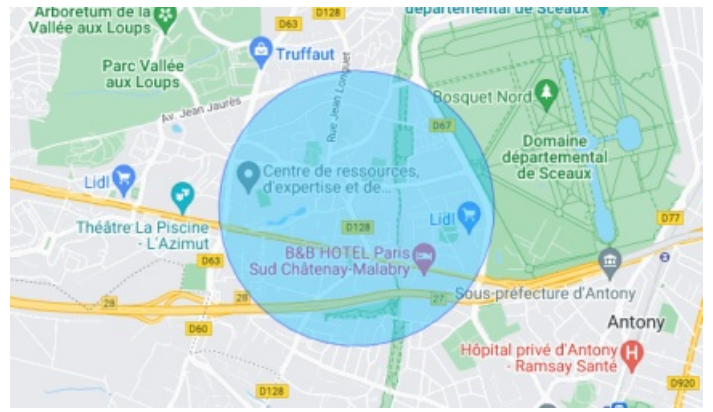 Arboretum de la
Vallée aux Loups
D63
D128
départemental de Sceaux
Truffaut
Parc Vallée
aux Loups
Rue Jean Longuet
Av. Jean Jaurès
Bosquet Nord
D67
Domaine
départemental
de Sceaux
Centre de ressources,
d'expertise et de...
Lidl
Théâtre La Piscine
- L'Azimut
D128
Lidl
D77
D63
B&B HOTEL Paris
Sud Châtenay-Malabry
Sous-préfecture d'Antony
28
28
27
D60
Antony
Hôpital privé d'Antony
- Ramsay Santé
D128
D920